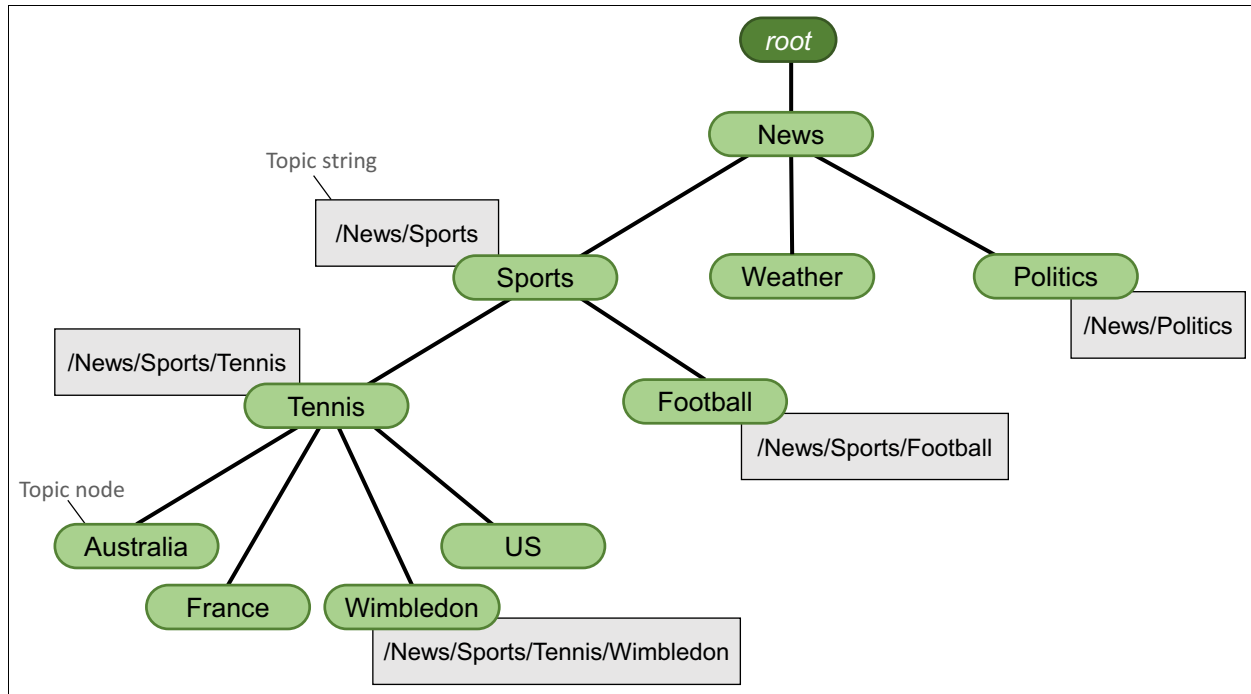 root
News
Topic string
/News/Sports
Sports
Weather
Politics
/News/Politics
/News/Sports/Tennis
Tennis
Football
/News/Sports/Football
Topic node
Australia
US
France
Wimbledon
/News/Sports/Tennis/Wimbledon